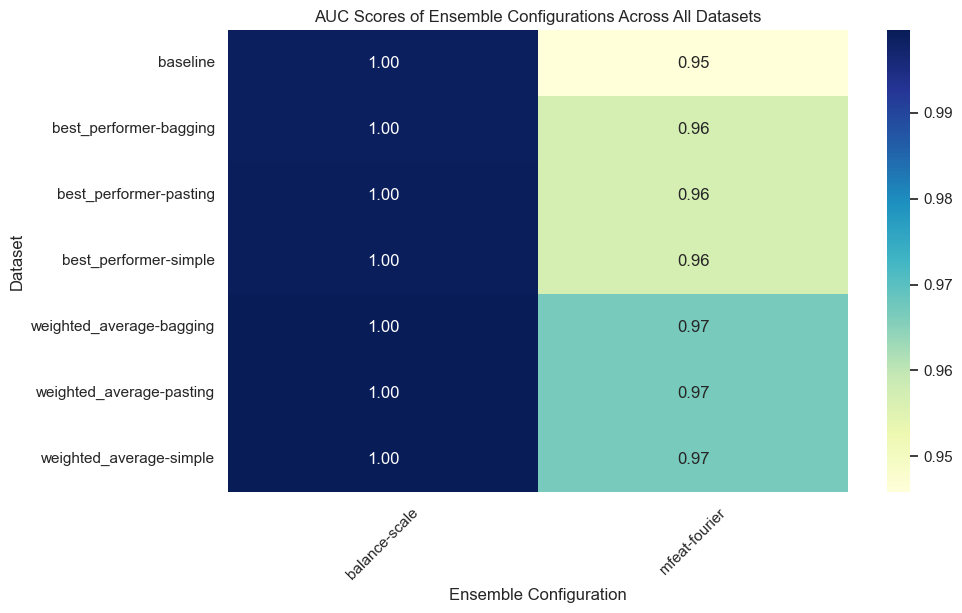 AUC Scores of Ensemble Configurations Across All Datasets
baseline 1.00 0.95
best_performer-bagging 1.00 0.96
best_performer-pasting 1.00 0.96
best_performer-simple 1.00 0.96
weighted_average-bagging 1.00 0.97
weighted_average-pasting 1.00 0.97
weighted_average-simple 1.00 0.97
Dataset
balance-scale
mfeat-fourier
Ensemble Configuration
0.99
0.98
0.97
0.96
0.95